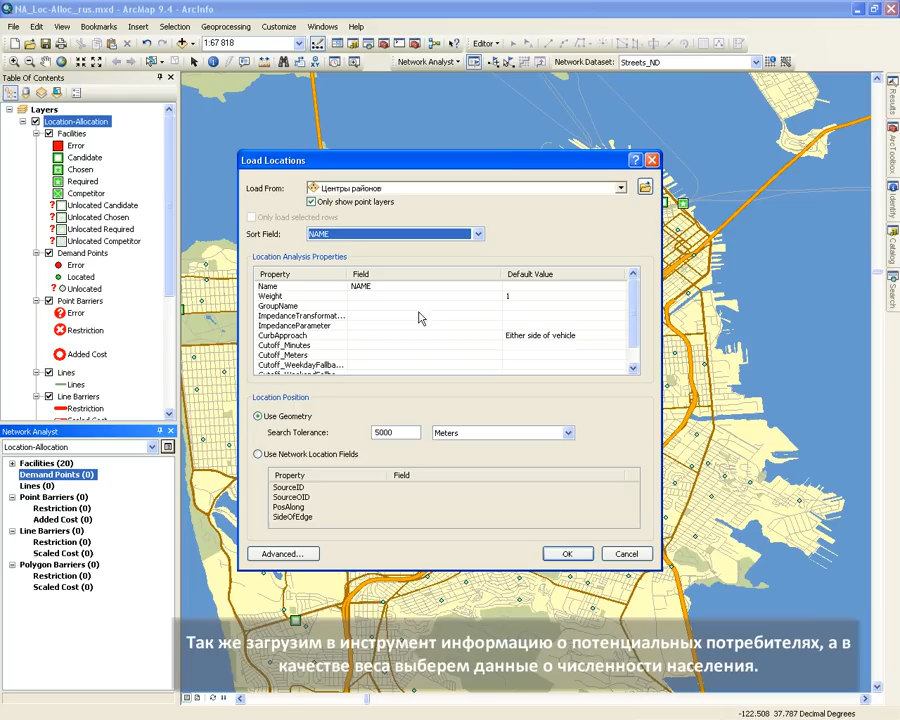 NA_Loc-Alloc_rus.mxd - ArcMap 9.4 - ArcInfo
File Edit View Bookmarks Insert Selection Geoprocessing Customize Windows Help
1:67 818
Editor
Network Analyst
Network Dataset: Streets_ND
Table Of Contents
Layers
Location-Allocation
Facilities
Error
Candidate
Chosen
Required
Competitor
Unlocated Candidate
Unlocated Chosen
Unlocated Required
Unlocated Competitor
Demand Points
Error
Located
Unlocated
Point Barriers
Error
Restriction
Added Cost
Lines
Lines
Line Barriers
Restriction
Scaled Cost
Network Analyst
Location-Allocation
Facilities (20)
Demand Points (0)
Lines (0)
Point Barriers (0)
Restriction (0)
Added Cost (0)
Line Barriers (0)
Restriction (0)
Scaled Cost (0)
Polygon Barriers (0)
Restriction (0)
Scaled Cost (0)
Load Locations
Load From: Центры районов
Only show point layers
Only load selected rows
Sort Field: NAME
Location Analysis Properties
Property Field Default Value
Name NAME
Weight 1
GroupName
ImpedanceTransformat...
ImpedanceParameter
CurbApproach Either side of vehicle
Cutoff_Minutes
Cutoff_Meters
Cutoff_WeekdayFallba...
Location Position
Use Geometry
Search Tolerance: 5000 Meters
Use Network Location Fields
Property Field
SourceID
SourceOID
PosAlong
SideOfEdge
Advanced... OK Cancel
Results
ArcToolbox
Identify
Catalog
Search
Так же загрузим в инструмент информацию о потенциальных потребителях, а в
качестве веса выберем данные о численности населения.
-122.508 37.787 Decimal Degrees